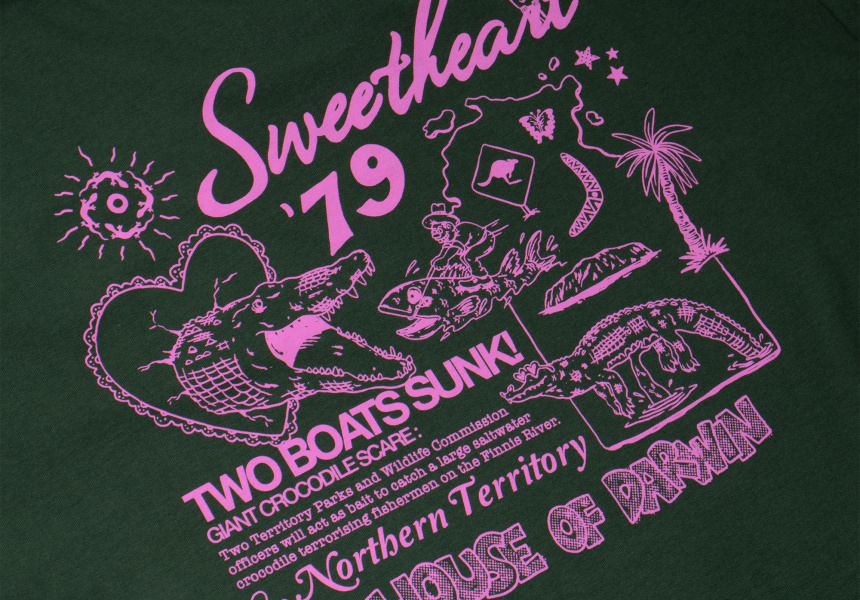 Sweetheart
'79
TWO BOATS SUNK!
GIANT CROCODILE SCARE:
Two Territory Parks and Wildlife Commission
officers will act as bait to catch a large saltwater
crocodile terrorising fishermen on the Finnis River.
Northern Territory
HOUSE OF DARWIN